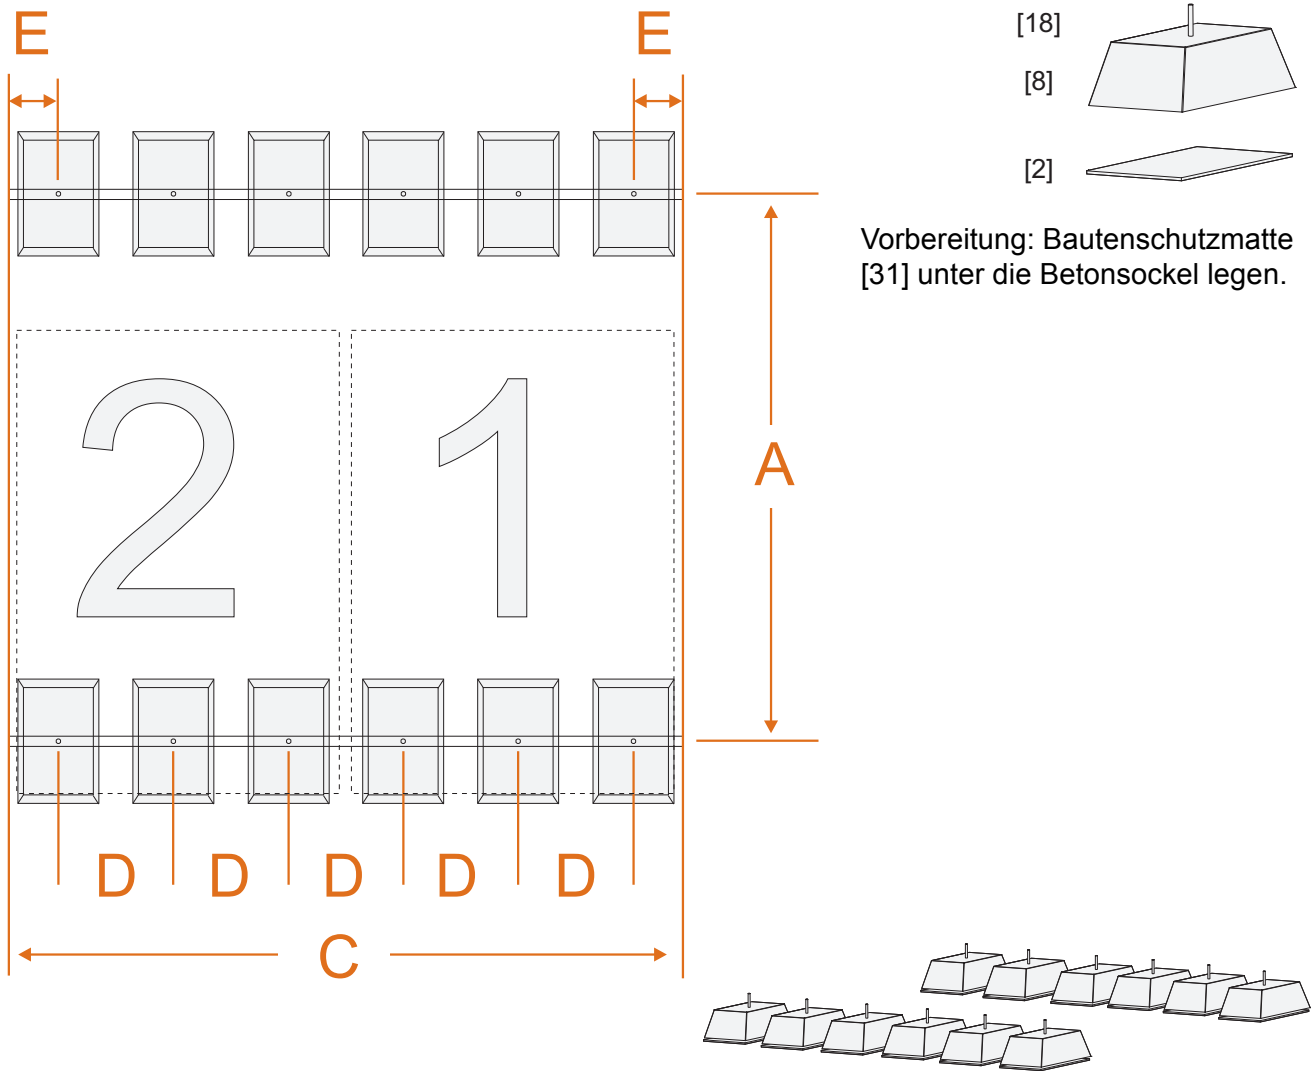 E E
[18]
[8]
[2]
Vorbereitung: Bautenschutzmatte
[31] unter die Betonsockel legen.
2 1
A
D D D D D
C